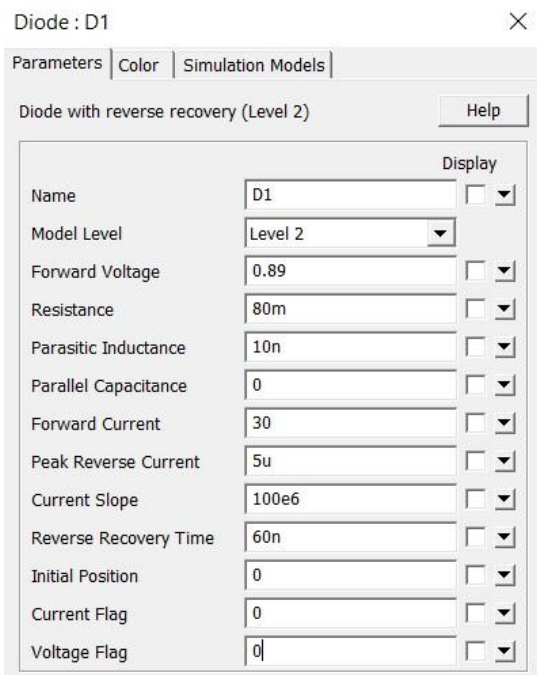 Diode : D1
Parameters Color Simulation Models
Diode with reverse recovery (Level 2) Help
Display
Name D1
Model Level Level 2
Forward Voltage 0.89
Resistance 80m
Parasitic Inductance 10n
Parallel Capacitance 0
Forward Current 30
Peak Reverse Current 5u
Current Slope 100e6
Reverse Recovery Time 60n
Initial Position 0
Current Flag 0
Voltage Flag 0